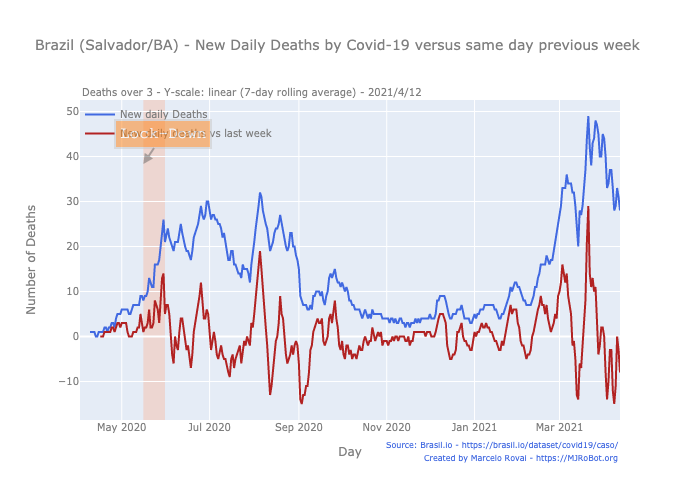 Brazil (Salvador/BA) - New Daily Deaths by Covid-19 versus same day previous week
Deaths over 3 - Y-scale: linear (7-day rolling average) - 2021/4/12
New daily Deaths
New daily Deaths vs last week
Lock-Down
Number of Deaths
50
40
30
20
10
0
−10
May 2020
Jul 2020
Sep 2020
Nov 2020
Jan 2021
Mar 2021
Day
Source: Brasil.io - https://brasil.io/dataset/covid19/caso/
Created by Marcelo Rovai - https://MJRoBot.org